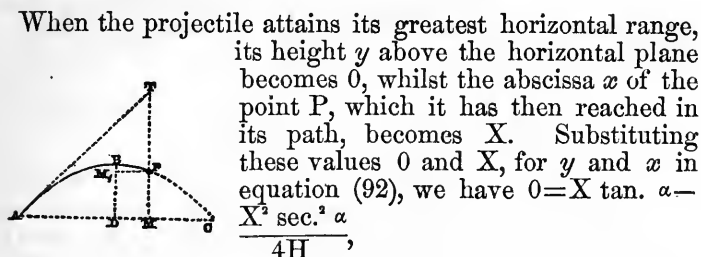 When the projectile attains its greatest horizontal range,
its height y above the horizontal plane
becomes 0, whilst the abscissa x of the
point P, which it has then reached in
its path, becomes X. Substituting
these values 0 and X, for y and x in
equation (92), we have 0=X tan. α—
X² sec.² α
4H ,
T
B
M₁ P
A D M C